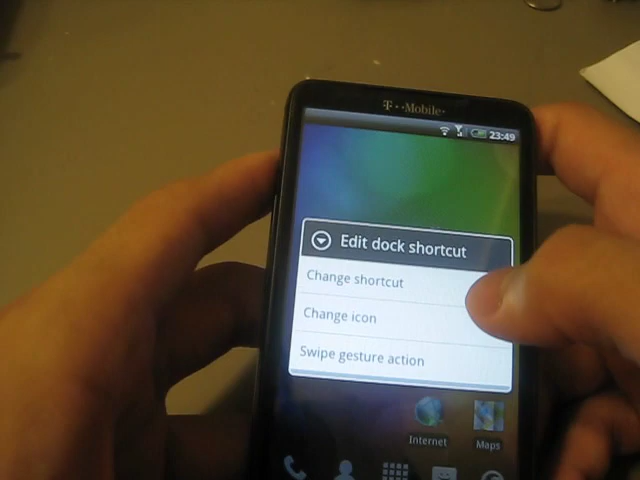 T··Mobile·
23:49
Edit dock shortcut
Change shortcut
Change icon
Swipe gesture action
Internet
Maps